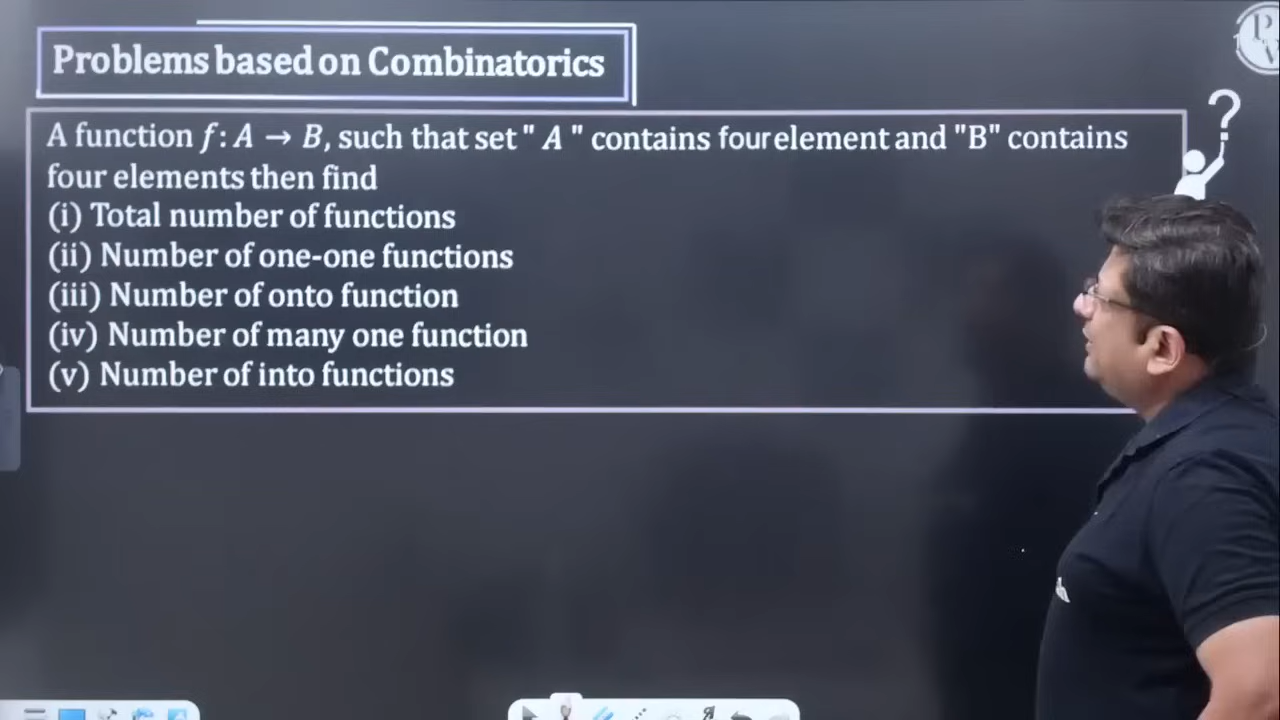 Problems based on Combinatorics
PW
?
A function f: A → B, such that set " A " contains four element and "B" contains
four elements then find
(i) Total number of functions
(ii) Number of one-one functions
(iii) Number of onto function
(iv) Number of many one function
(v) Number of into functions